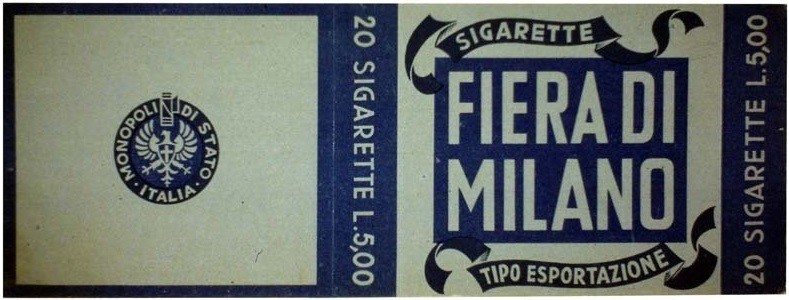 MONOPOLI DI STATO
· ITALIA ·
20 SIGARETTE L.5,00
SIGARETTE
FIERA DI
MILANO
TIPO ESPORTAZIONE
20 SIGARETTE L.5,00